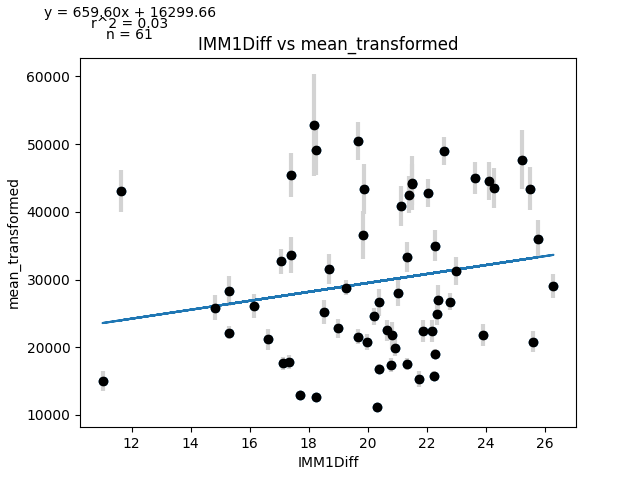 y = 659.60x + 16299.66
r^2 = 0.03
n = 61
IMM1Diff vs mean_transformed
60000
50000
40000
30000
20000
10000
mean_transformed
12 14 16 18 20 22 24 26
IMM1Diff